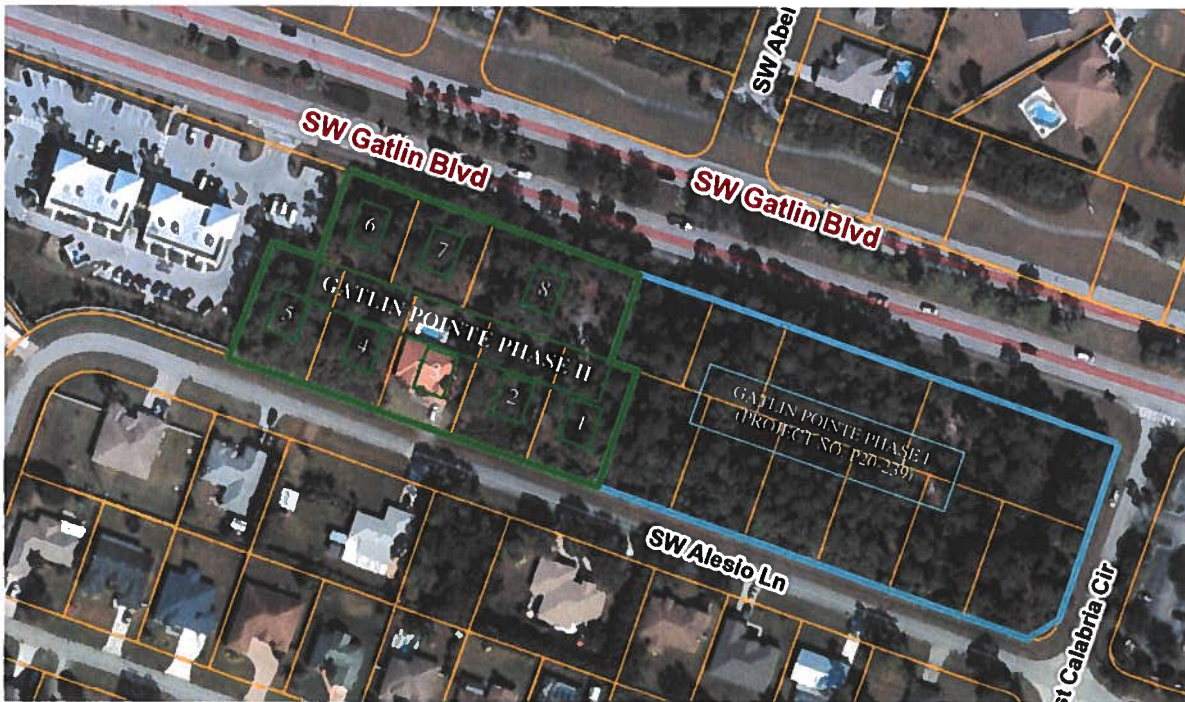 SW Abel
SW Gatlin Blvd
SW Gatlin Blvd
6
7
8
GATLIN POINTE PHASE II
5
4
2
1
GATLIN POINTE PHASE I
(PROJECT NO. P20-239)
SW Alesio Ln
st Calabria Cir